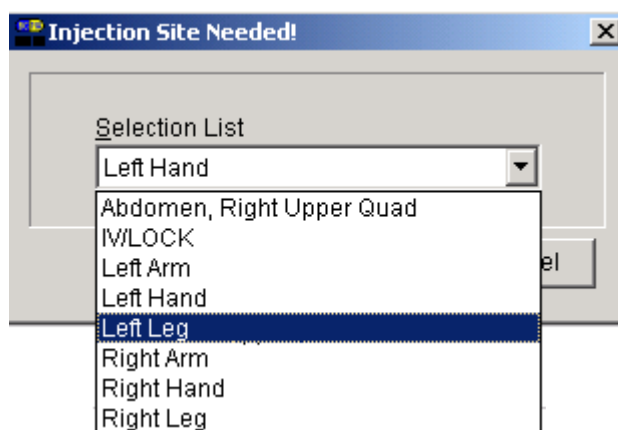 Injection Site Needed!
Selection List
Left Hand
Abdomen, Right Upper Quad
IV/LOCK
Left Arm
Left Hand
Left Leg
Right Arm
Right Hand
Right Leg